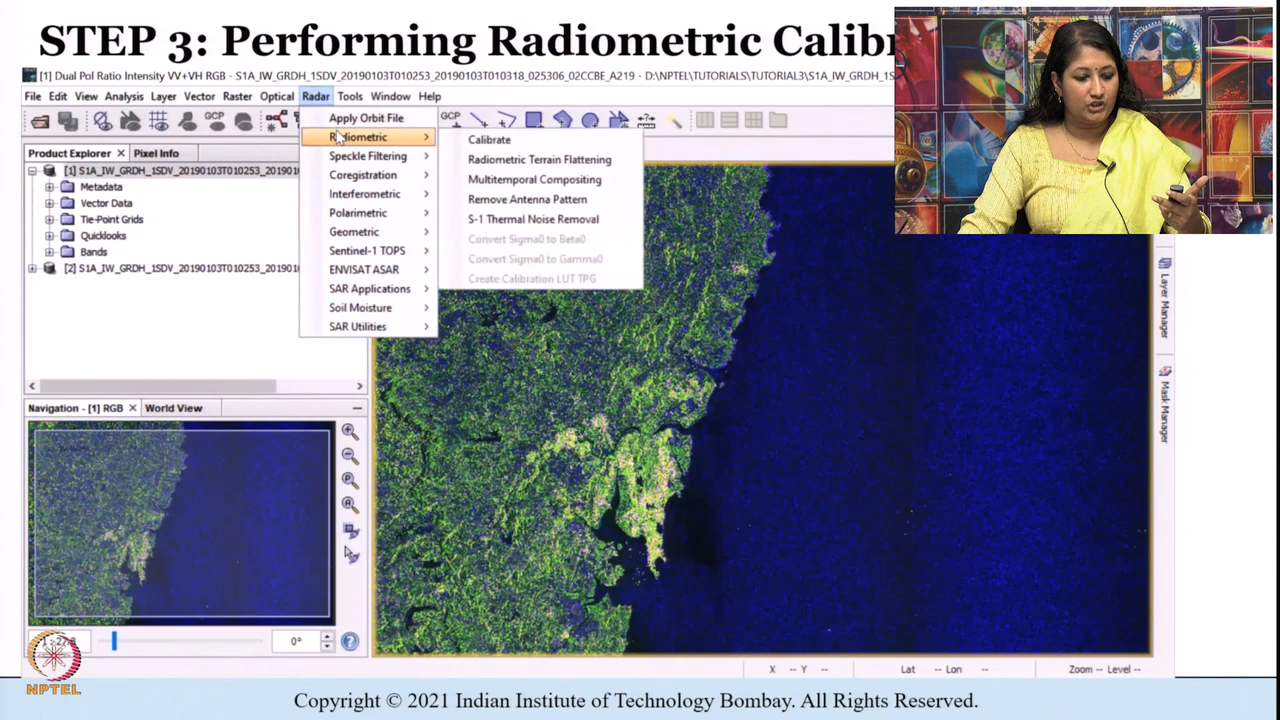 STEP 3: Performing Radiometric Calibr
[1] Dual Pol Ratio Intensity VV+VH RGB - S1A_IW_GRDH_1SDV_20190103T010253_20190103T010318_025306_02CCBE_A219 - D:\NPTEL\TUTORIALS\TUTORIAL3\S1A_IW_GRDH_1S
File Edit View Analysis Layer Vector Raster Optical Radar Tools Window Help
GCP
GCP
Apply Orbit File
Radiometric
Speckle Filtering
Coregistration
Interferometric
Polarimetric
Geometric
Sentinel-1 TOPS
ENVISAT ASAR
SAR Applications
Soil Moisture
SAR Utilities
Calibrate
Radiometric Terrain Flattening
Multitemporal Compositing
Remove Antenna Pattern
S-1 Thermal Noise Removal
Convert Sigma0 to Beta0
Convert Sigma0 to Gamma0
Create Calibration LUT TPG
Product Explorer Pixel Info
[1] S1A_IW_GRDH_1SDV_20190103T010253_201901
Metadata
Vector Data
Tie-Point Grids
Quicklooks
Bands
[2] S1A_IW_GRDH_1SDV_20190103T010253_201901
Navigation - [1] RGB World View
Layer Manager
Mask Manager
0°
X -- Y -- Lat -- Lon -- Zoom -- Level --
NPTEL
Copyright © 2021 Indian Institute of Technology Bombay. All Rights Reserved.